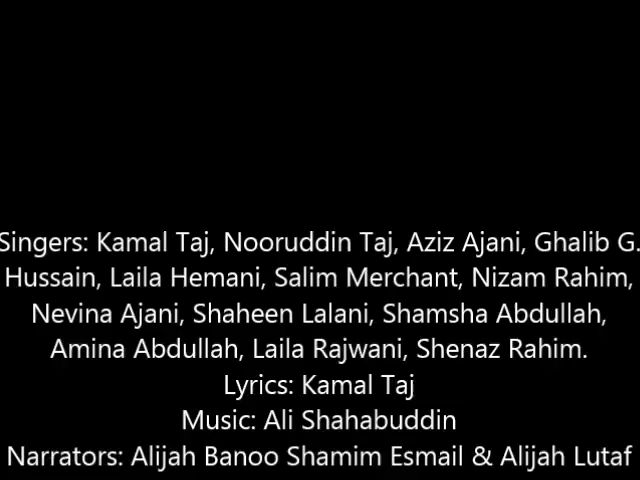 Singers: Kamal Taj, Nooruddin Taj, Aziz Ajani, Ghalib G.
Hussain, Laila Hemani, Salim Merchant, Nizam Rahim,
Nevina Ajani, Shaheen Lalani, Shamsha Abdullah,
Amina Abdullah, Laila Rajwani, Shenaz Rahim.
Lyrics: Kamal Taj
Music: Ali Shahabuddin
Narrators: Alijah Banoo Shamim Esmail & Alijah Lutaf